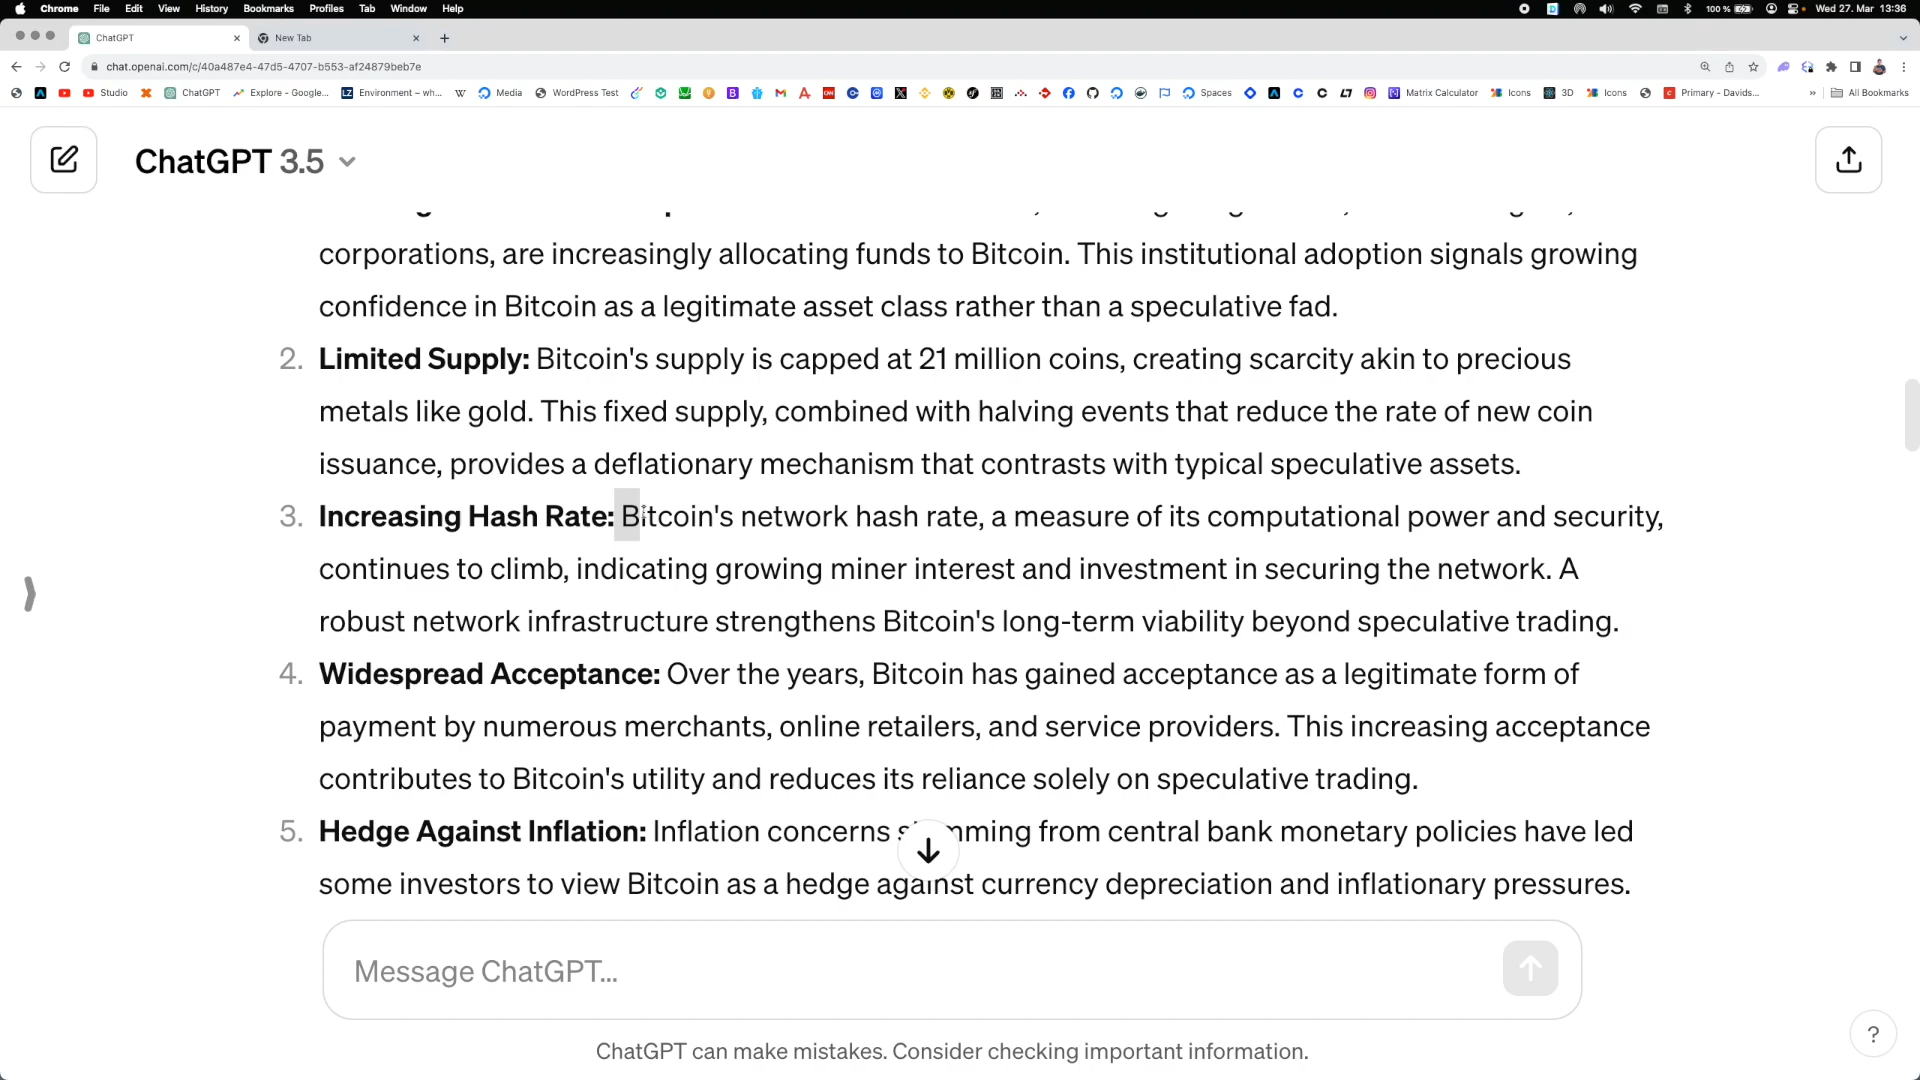 Chrome File Edit View History Bookmarks Profiles Tab Window Help 100 % Wed 27. Mar 13:36
ChatGPT New Tab
chat.openai.com/c/40a487e4-47d5-4707-b553-af24879beb7e
Studio ChatGPT Explore - Google... Environment – wh... Media WordPress Test Spaces Matrix Calculator Icons 3D Icons Primary - Davids... » All Bookmarks
ChatGPT 3.5
corporations, are increasingly allocating funds to Bitcoin. This institutional adoption signals growing
confidence in Bitcoin as a legitimate asset class rather than a speculative fad.
2. Limited Supply: Bitcoin's supply is capped at 21 million coins, creating scarcity akin to precious
metals like gold. This fixed supply, combined with halving events that reduce the rate of new coin
issuance, provides a deflationary mechanism that contrasts with typical speculative assets.
3. Increasing Hash Rate: Bitcoin's network hash rate, a measure of its computational power and security,
continues to climb, indicating growing miner interest and investment in securing the network. A
robust network infrastructure strengthens Bitcoin's long-term viability beyond speculative trading.
4. Widespread Acceptance: Over the years, Bitcoin has gained acceptance as a legitimate form of
payment by numerous merchants, online retailers, and service providers. This increasing acceptance
contributes to Bitcoin's utility and reduces its reliance solely on speculative trading.
5. Hedge Against Inflation: Inflation concerns stemming from central bank monetary policies have led
some investors to view Bitcoin as a hedge against currency depreciation and inflationary pressures.
Message ChatGPT...
ChatGPT can make mistakes. Consider checking important information.
?